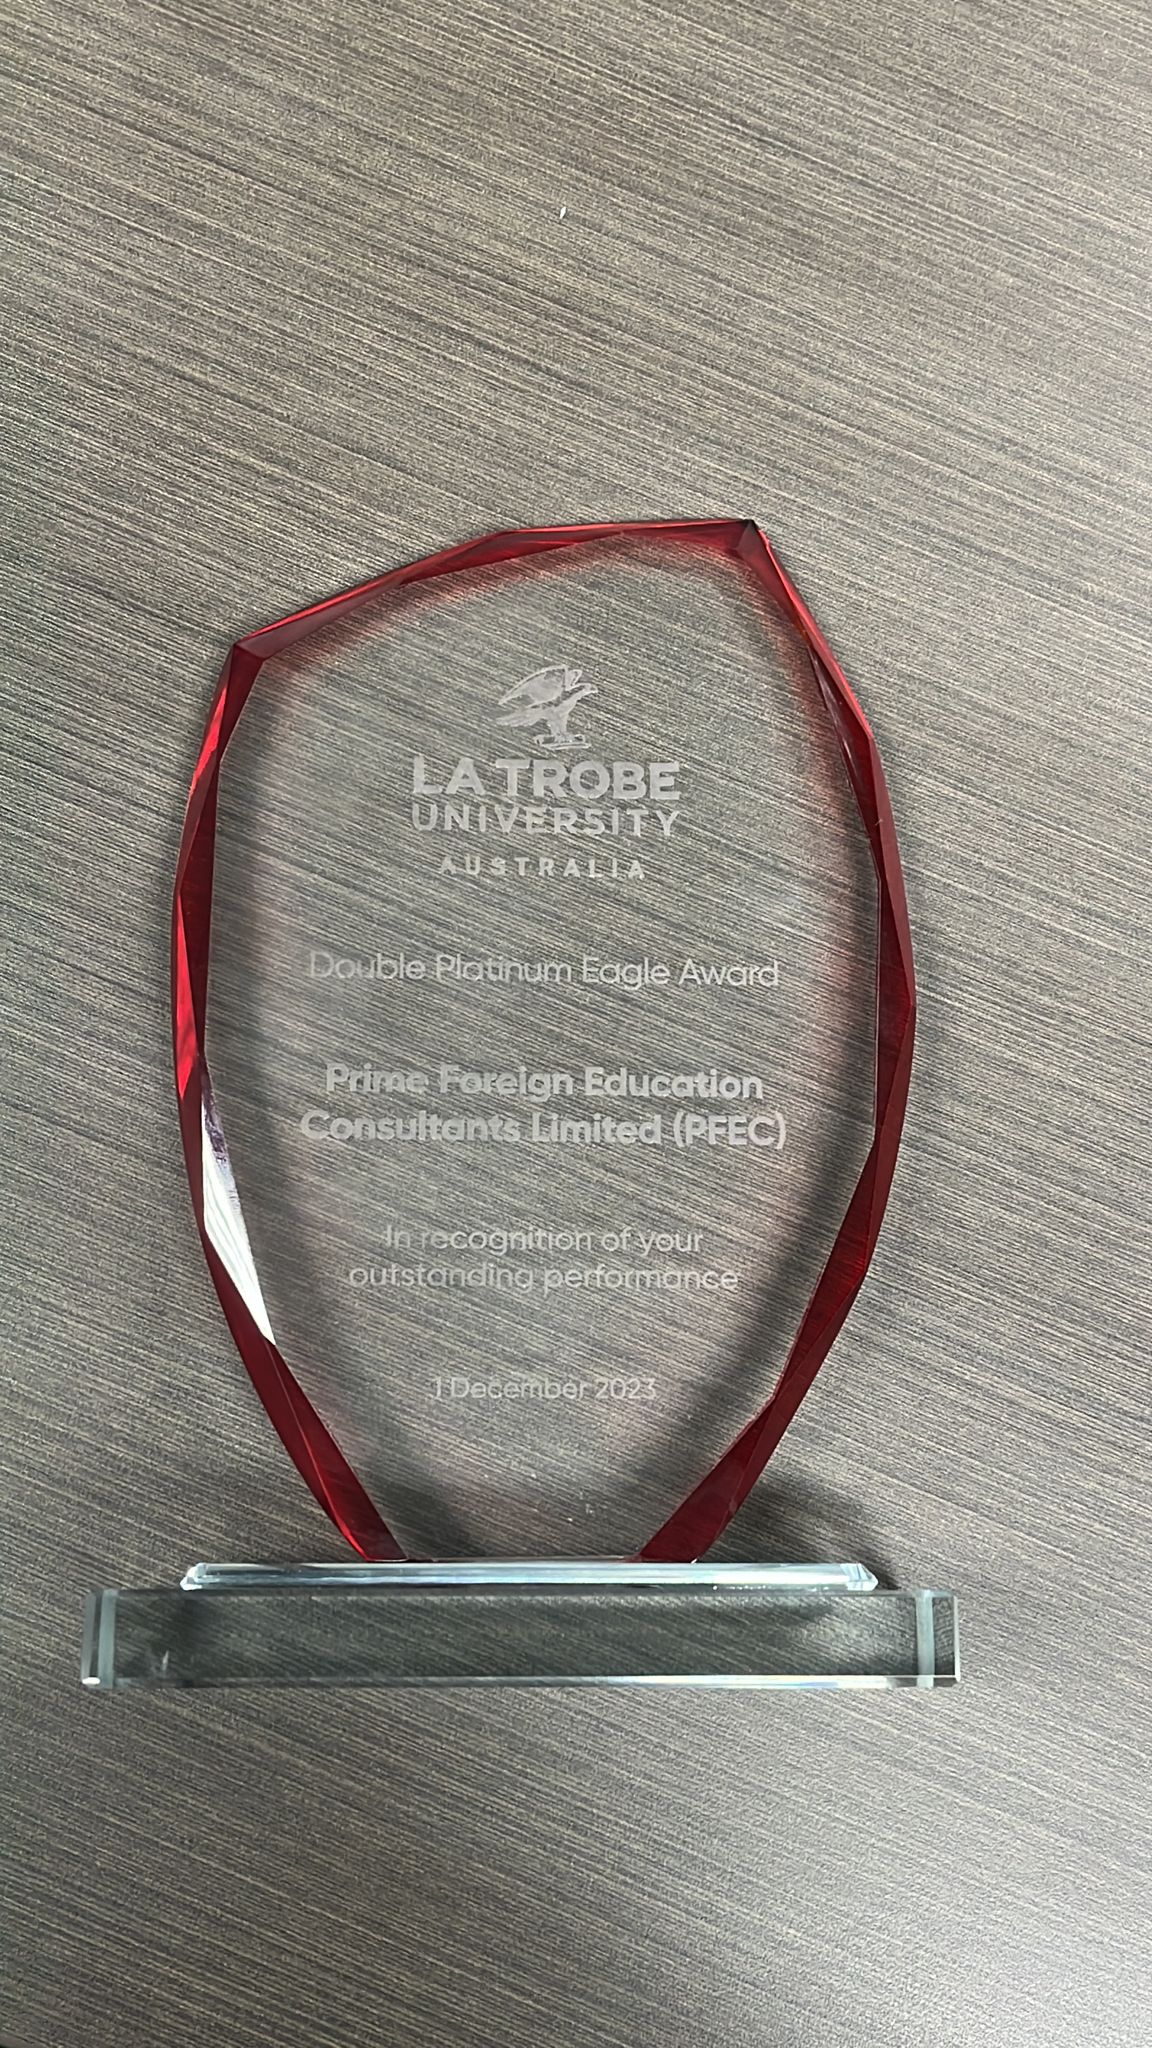 LA TROBE
UNIVERSITY
AUSTRALIA
Double Platinum Eagle Award
Prime Foreign Education
Consultants Limited (PFEC)
In recognition of your
outstanding performance
1 December 2023